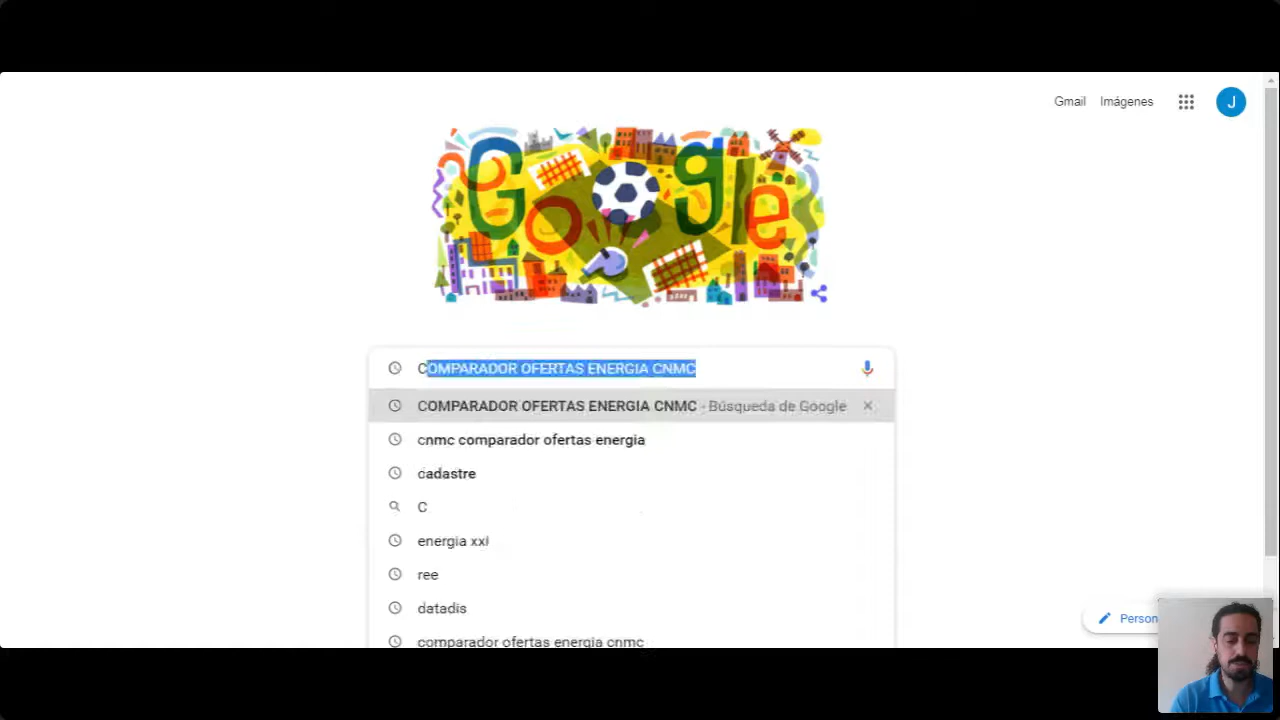 Gmail Imágenes
J
Google
COMPARADOR OFERTAS ENERGIA CNMC
COMPARADOR OFERTAS ENERGIA CNMC - Búsqueda de Google
cnmc comparador ofertas energia
cadastre
C
energia xxi
ree
datadis
comparador ofertas energia cnmc
Person